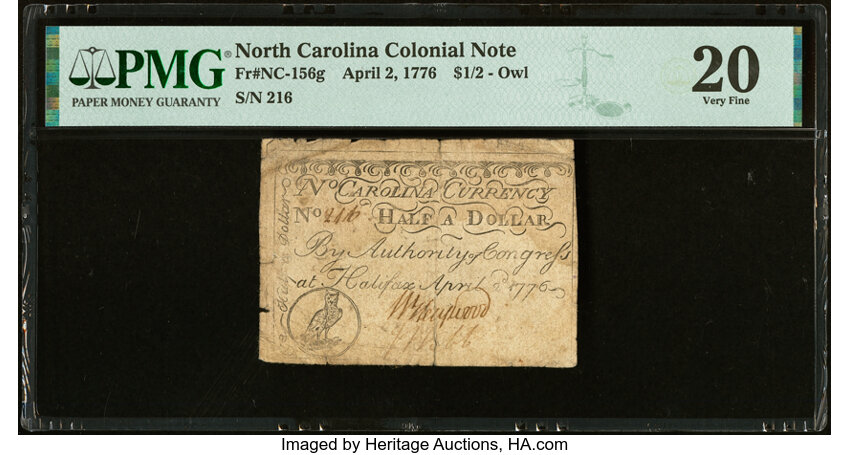 PMG
PAPER MONEY GUARANTY
North Carolina Colonial Note
Fr#NC-156g April 2, 1776 $1/2 - Owl
S/N 216
20
Very Fine
No CAROLINA CURRENCY
No 216 HALF A DOLLAR
By Authority of Congress
at Halifax April 2d 1776
Half a Dollar
Imaged by Heritage Auctions, HA.com